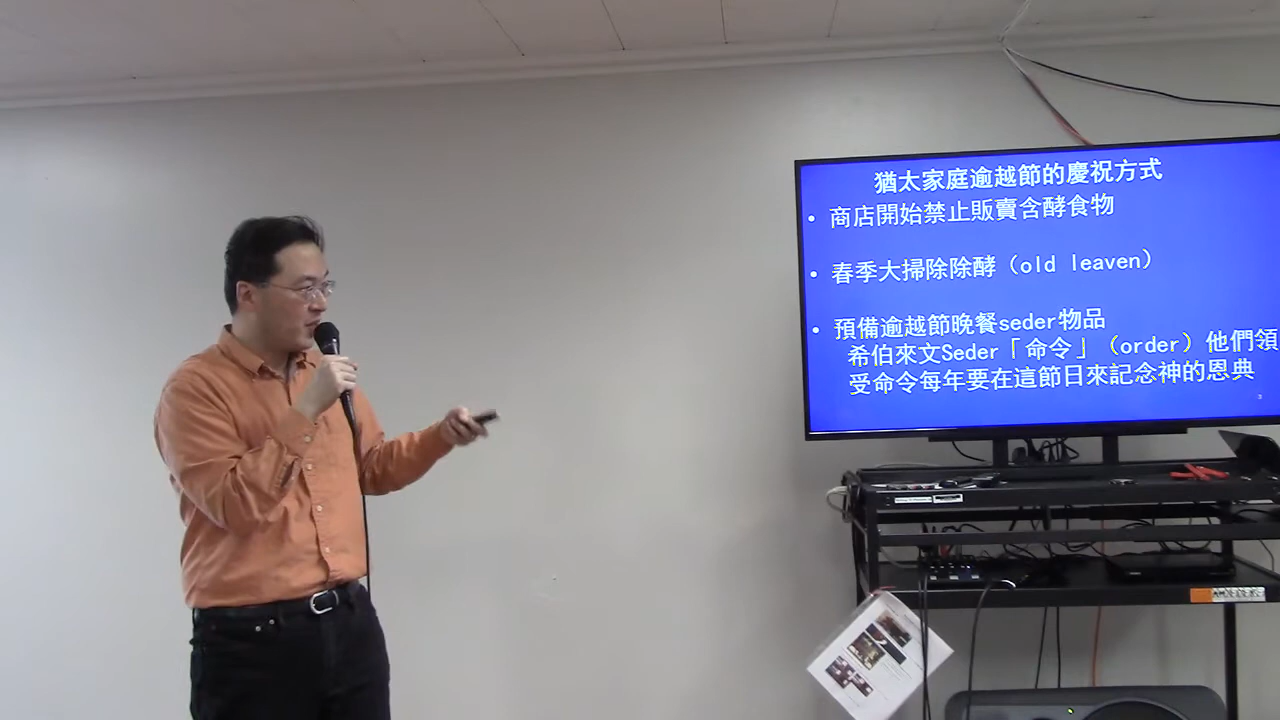 猶太家庭逾越節的慶祝方式
• 商店開始禁止販賣含酵食物
• 春季大掃除除酵（old leaven）
• 預備逾越節晚餐seder物品
希伯來文Seder「命令」（order）他們領
受命令每年要在這節日來記念神的恩典
3